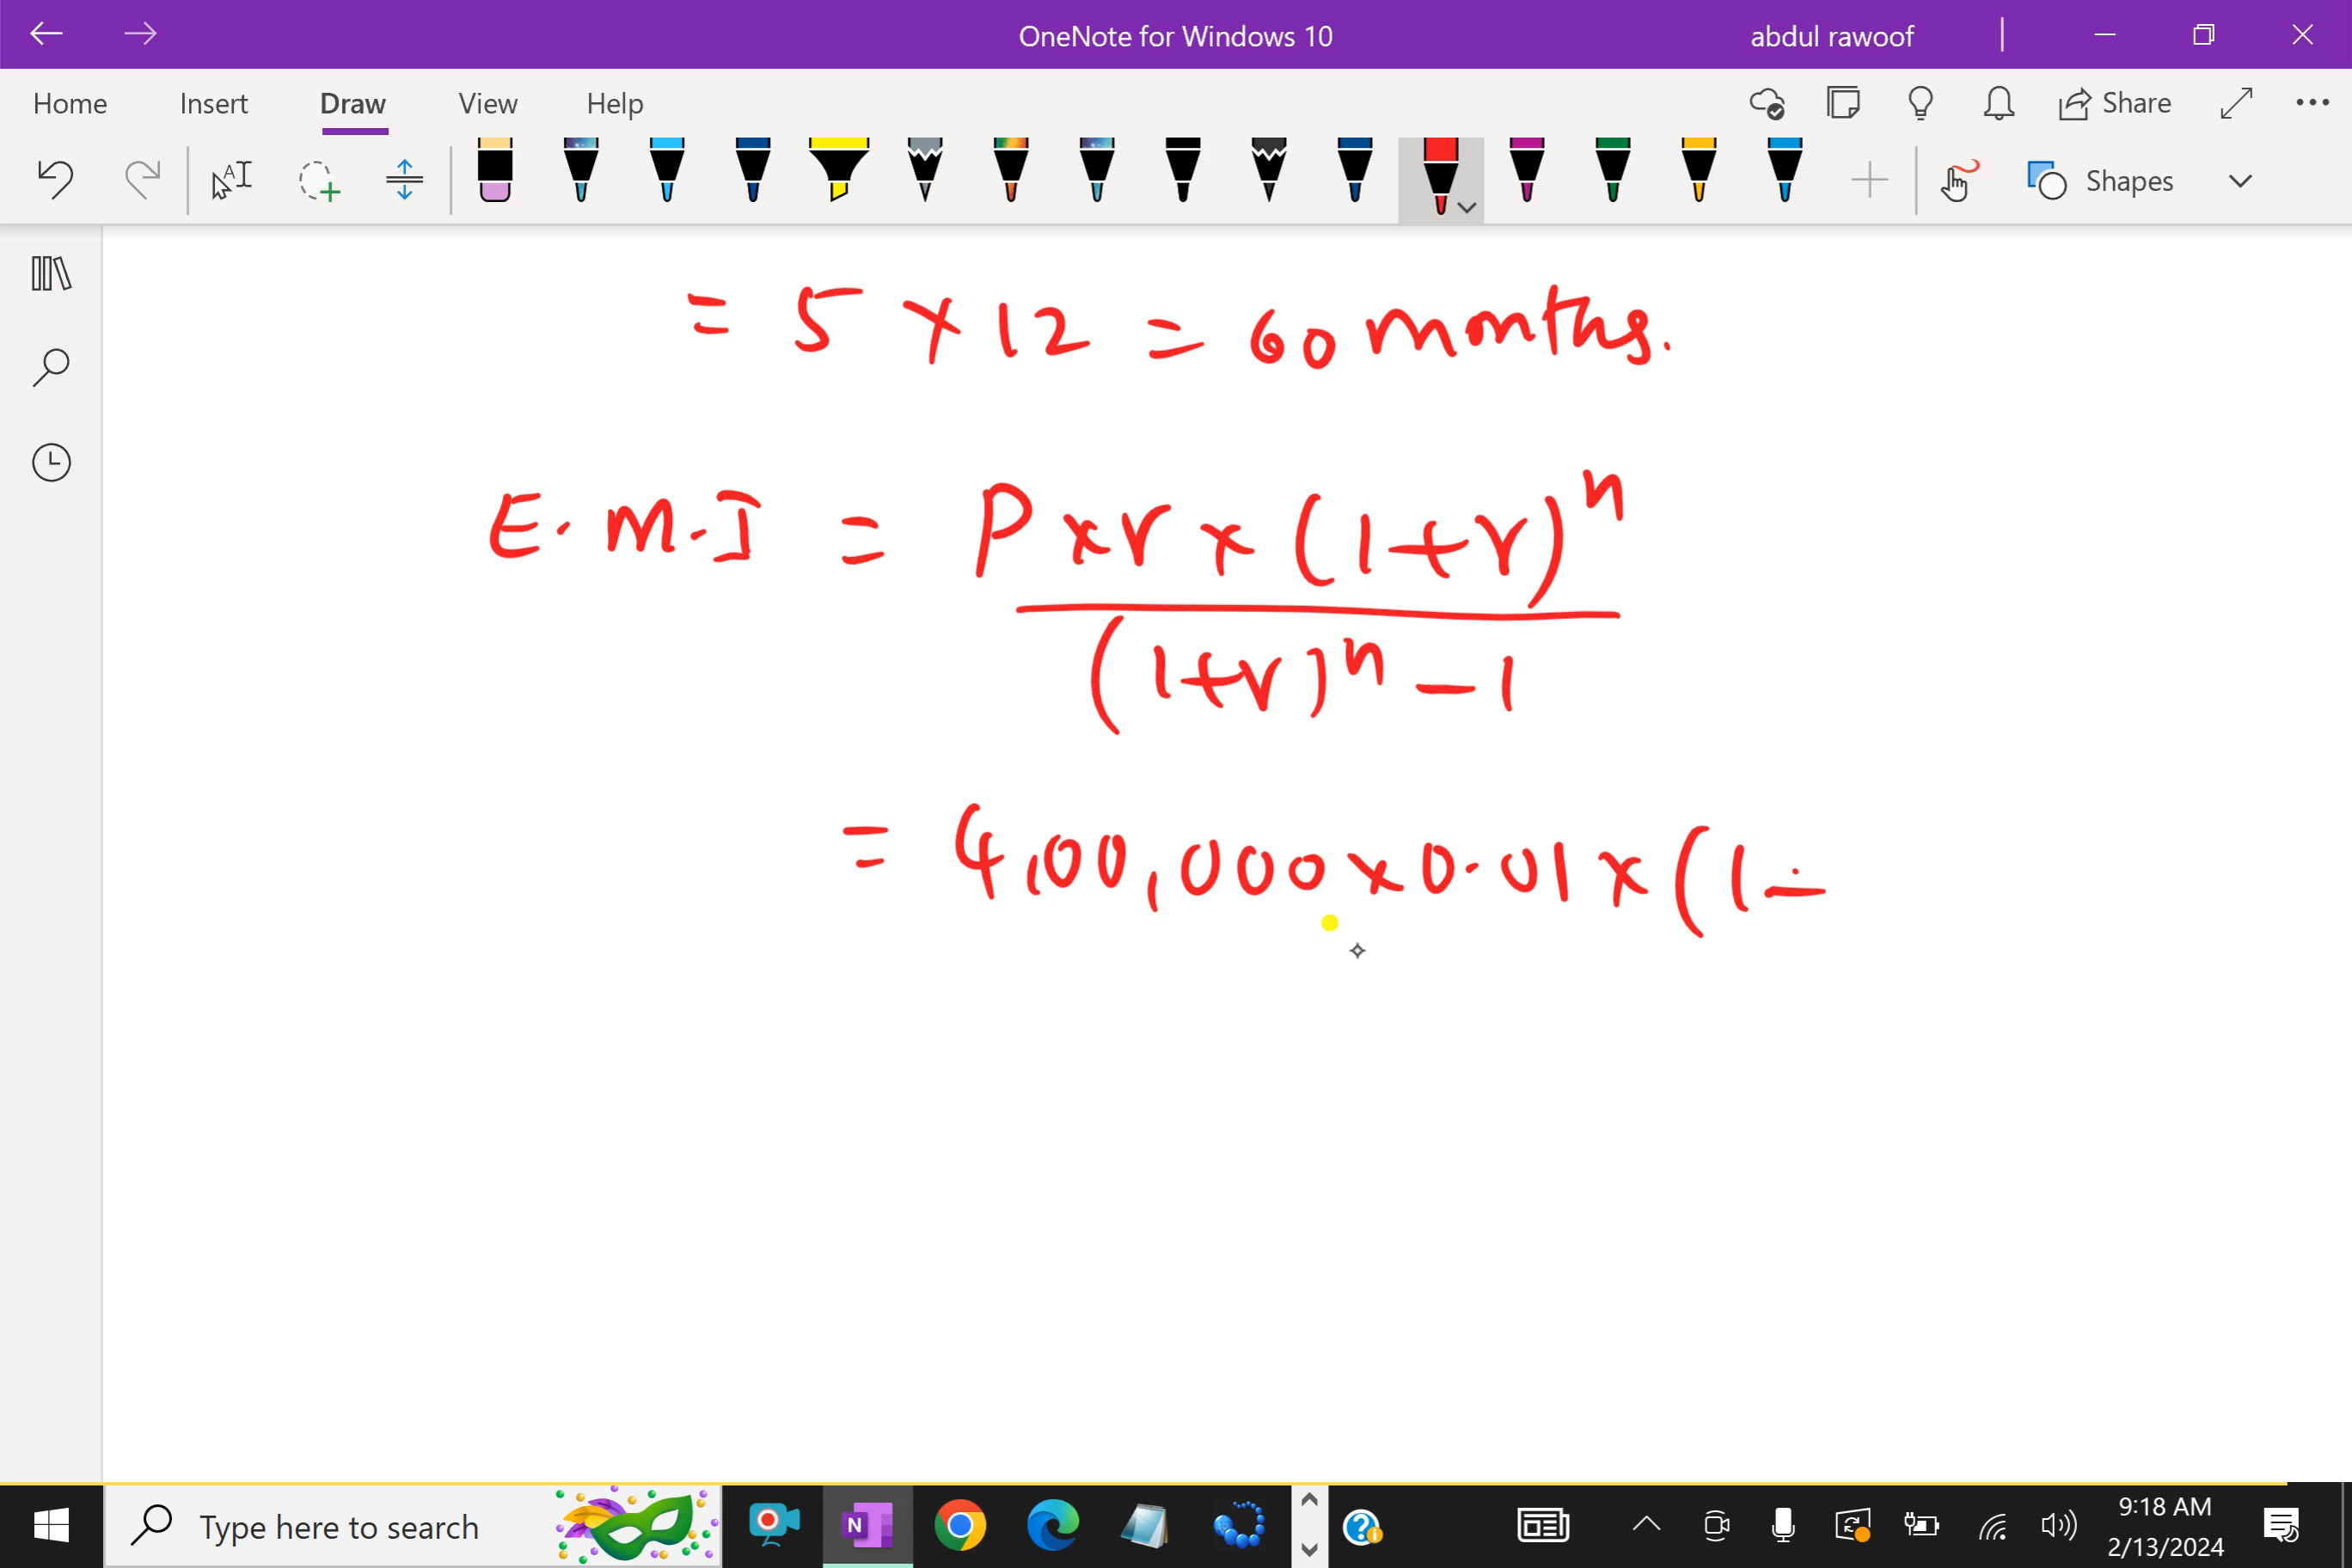 OneNote for Windows 10 abdul rawoof
Home Insert Draw View Help Share
Shapes
= 5 × 12 = 60 months.
E.M.I = P × r × (1+r)^n
(1+r)^n - 1
= 4,00,000 × 0.01 × (1 -
Type here to search
9:18 AM
2/13/2024